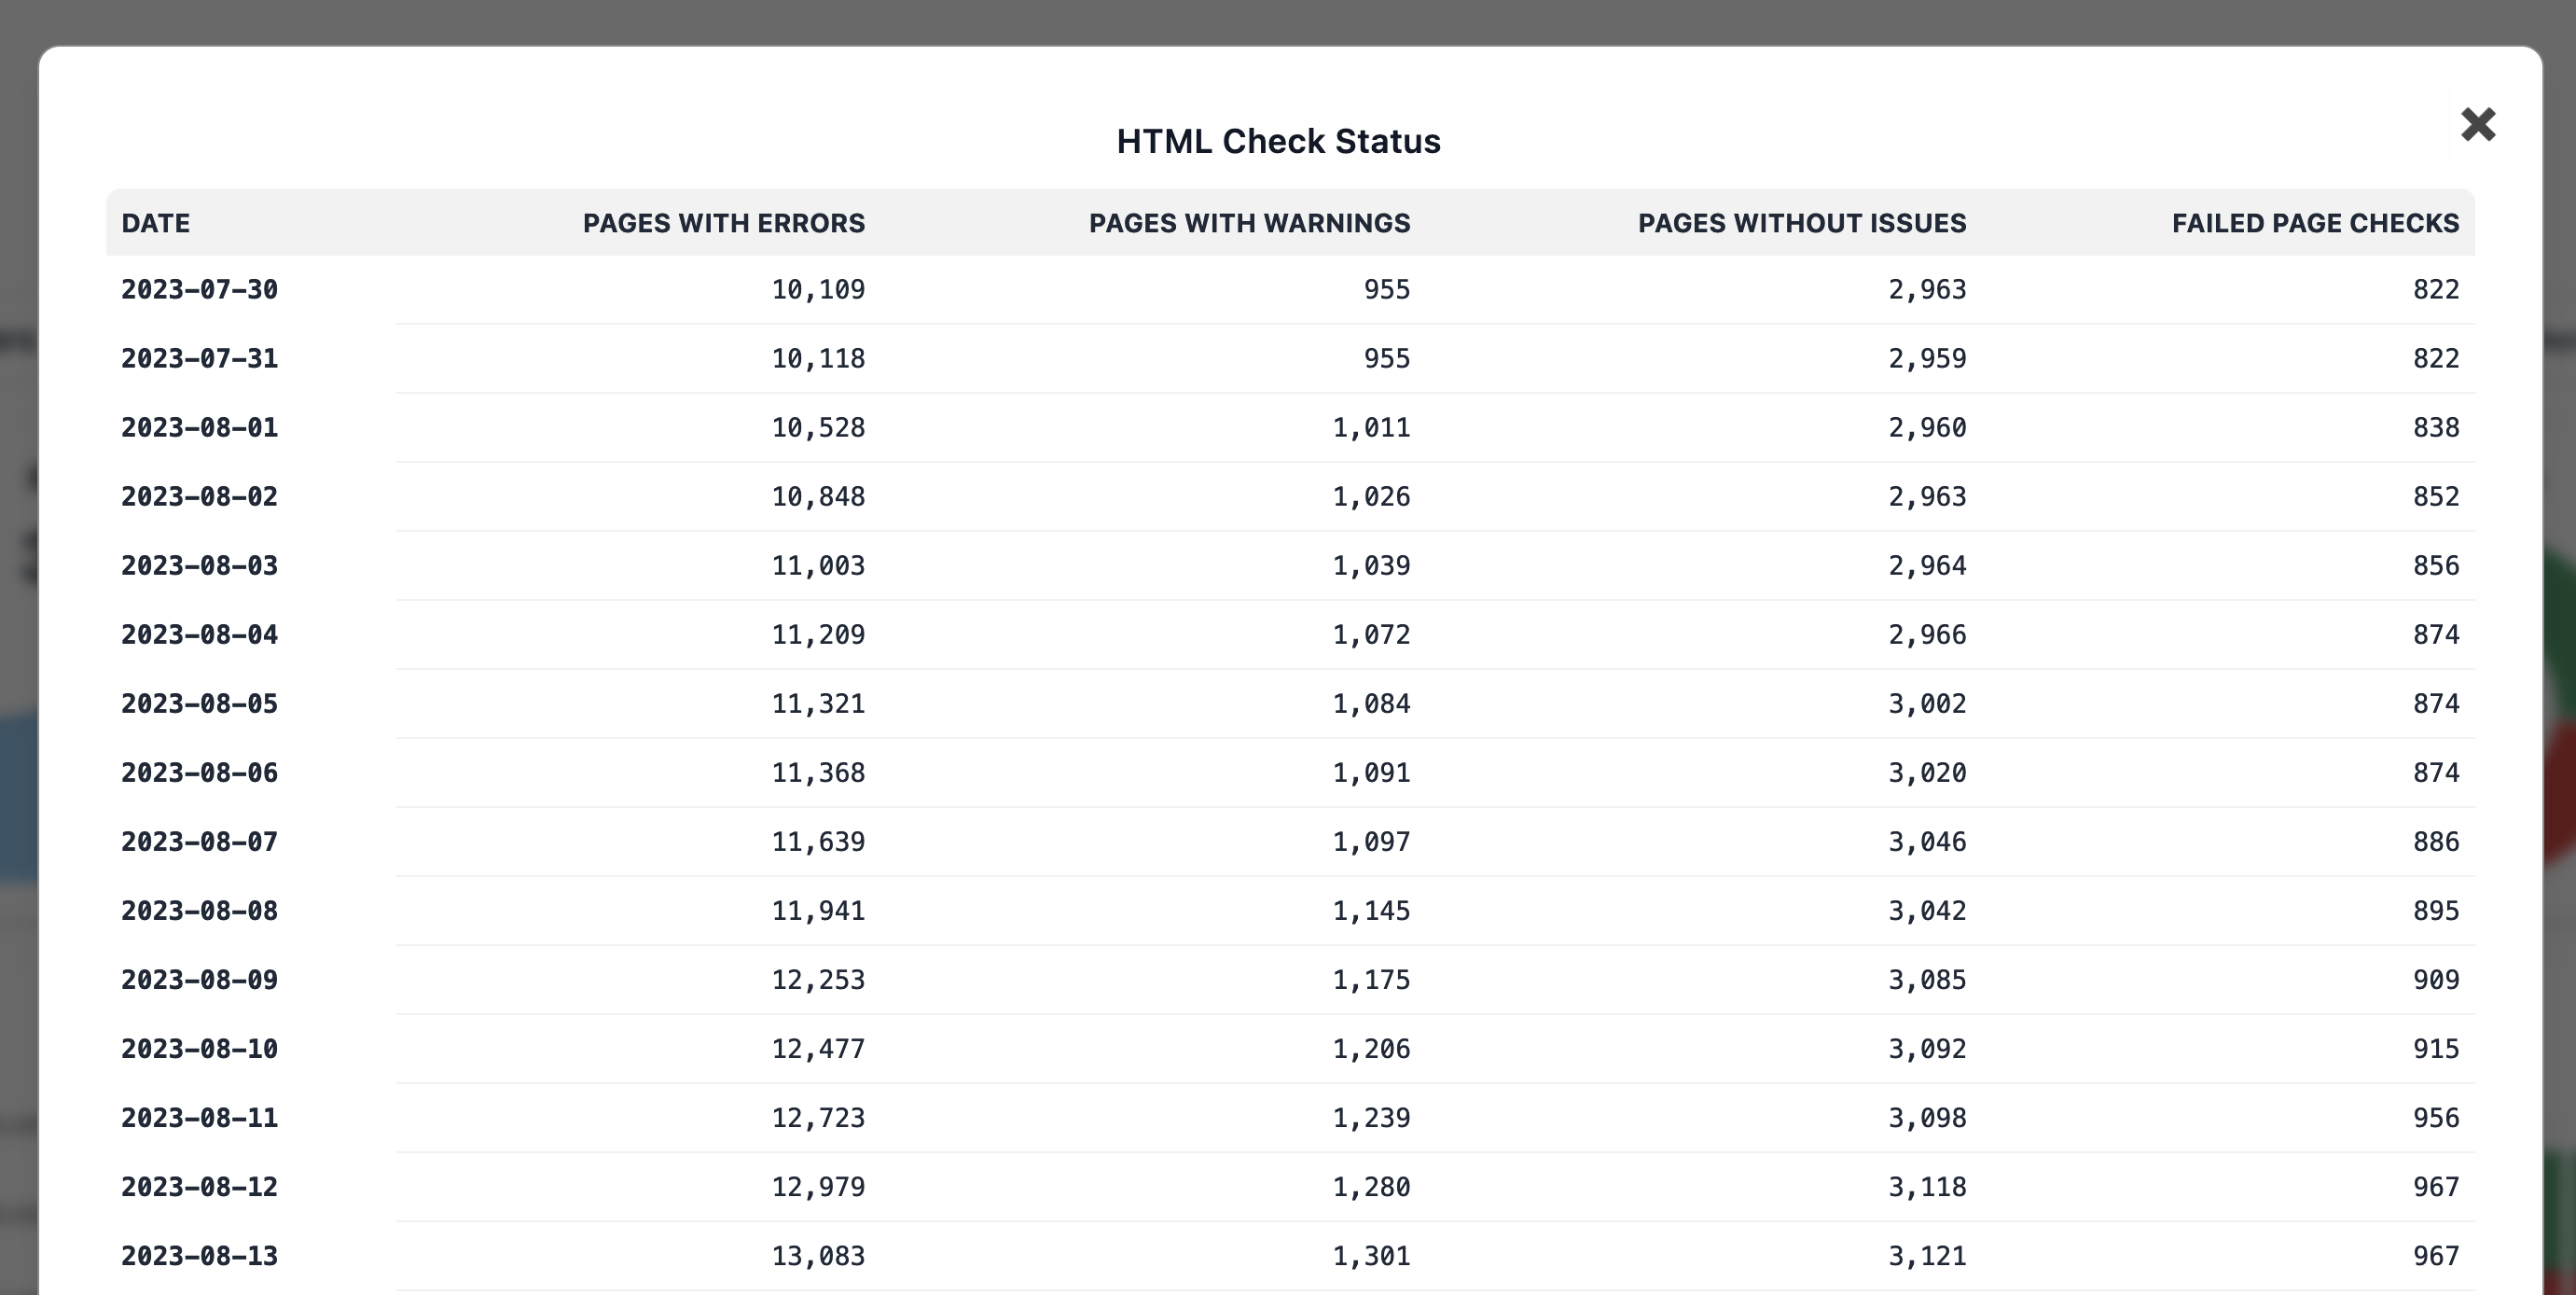 HTML Check Status
DATE PAGES WITH ERRORS PAGES WITH WARNINGS PAGES WITHOUT ISSUES FAILED PAGE CHECKS
2023-07-30 10,109 955 2,963 822
2023-07-31 10,118 955 2,959 822
2023-08-01 10,528 1,011 2,960 838
2023-08-02 10,848 1,026 2,963 852
2023-08-03 11,003 1,039 2,964 856
2023-08-04 11,209 1,072 2,966 874
2023-08-05 11,321 1,084 3,002 874
2023-08-06 11,368 1,091 3,020 874
2023-08-07 11,639 1,097 3,046 886
2023-08-08 11,941 1,145 3,042 895
2023-08-09 12,253 1,175 3,085 909
2023-08-10 12,477 1,206 3,092 915
2023-08-11 12,723 1,239 3,098 956
2023-08-12 12,979 1,280 3,118 967
2023-08-13 13,083 1,301 3,121 967